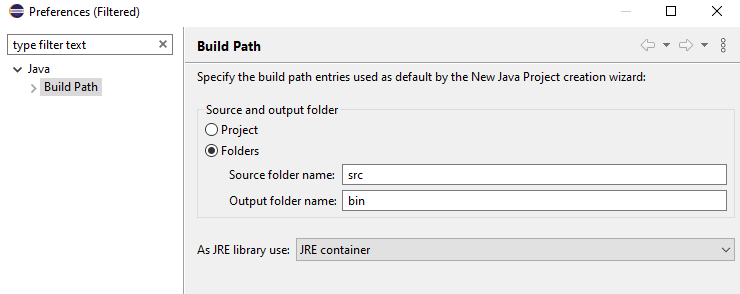 Preferences (Filtered)
type filter text
Java
Build Path
Build Path
Specify the build path entries used as default by the New Java Project creation wizard:
Source and output folder
Project
Folders
Source folder name: src
Output folder name: bin
As JRE library use: JRE container